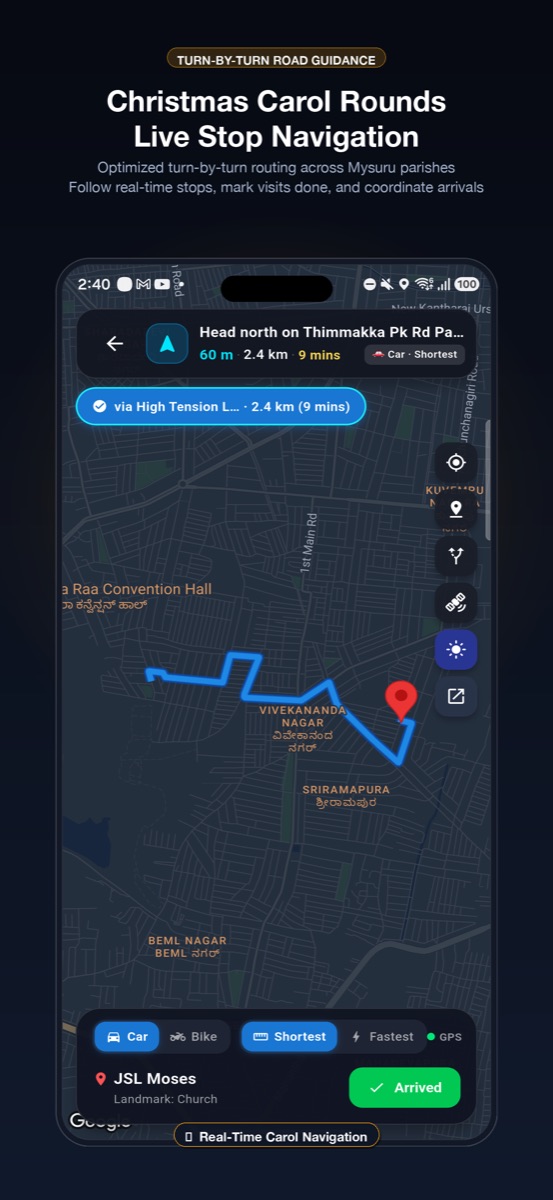 TURN-BY-TURN ROAD GUIDANCE
Christmas Carol Rounds
Live Stop Navigation
Optimized turn-by-turn routing across Mysuru parishes
Follow real-time stops, mark visits done, and coordinate arrivals
2:40
100
Road
New Kantharaj Urs
Head north on Thimmakka Pk Rd Pa...
60 m · 2.4 km · 9 mins
Car · Shortest
via High Tension L... · 2.4 km (9 mins)
unchanagiri Road
KUVEMPU
1st Main Rd
a Raa Convention Hall
ರಾ ಕನ್ವೆನ್ಷನ್ ಹಾಲ್
VIVEKANANDA
NAGAR
ವಿವೇಕಾನಂದ
ನಗರ್
SRIRAMAPURA
ಶ್ರೀರಾಮಪುರ
BEML NAGAR
BEML ನಗರ್
Car
Bike
Shortest
Fastest
GPS
JSL Moses
Landmark: Church
Arrived
Google
Real-Time Carol Navigation